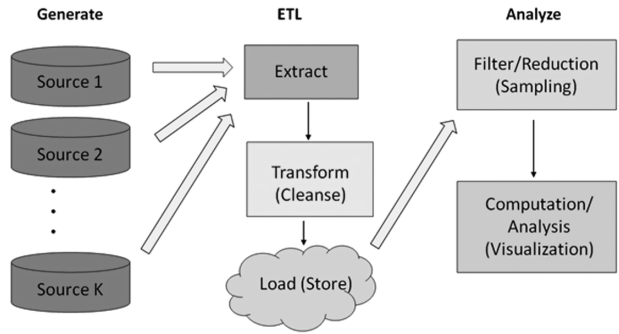 Generate
ETL
Analyze
Source 1
Source 2
Source K
Extract
Transform
(Cleanse)
Load (Store)
Filter/Reduction
(Sampling)
Computation/
Analysis
(Visualization)